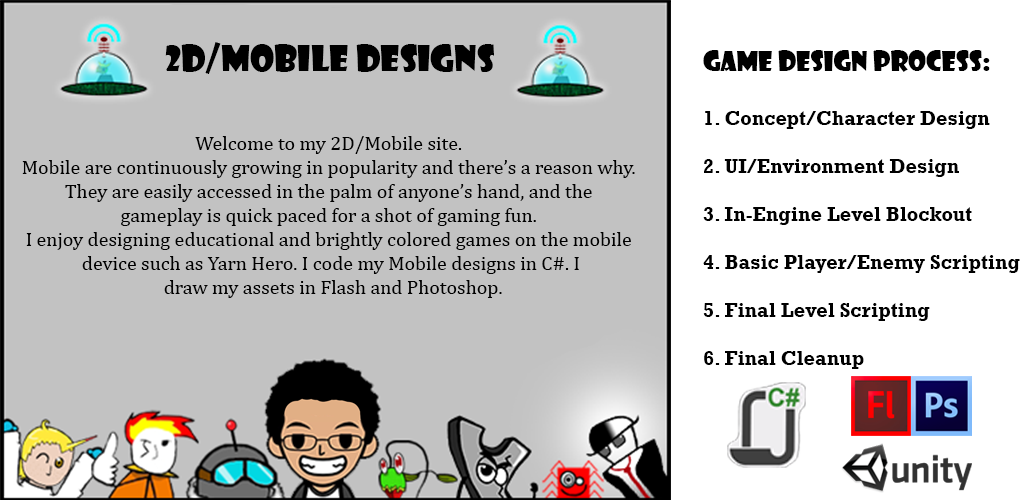 2D/MOBILE DESIGNS
Welcome to my 2D/Mobile site.
Mobile are continuously growing in popularity and there's a reason why.
They are easily accessed in the palm of anyone's hand, and the
gameplay is quick paced for a shot of gaming fun.
I enjoy designing educational and brightly colored games on the mobile
device such as Yarn Hero. I code my Mobile designs in C#. I
draw my assets in Flash and Photoshop.
GAME DESIGN PROCESS:
1. Concept/Character Design
2. UI/Environment Design
3. In-Engine Level Blockout
4. Basic Player/Enemy Scripting
5. Final Level Scripting
6. Final Cleanup
C#
Fl Ps
unity